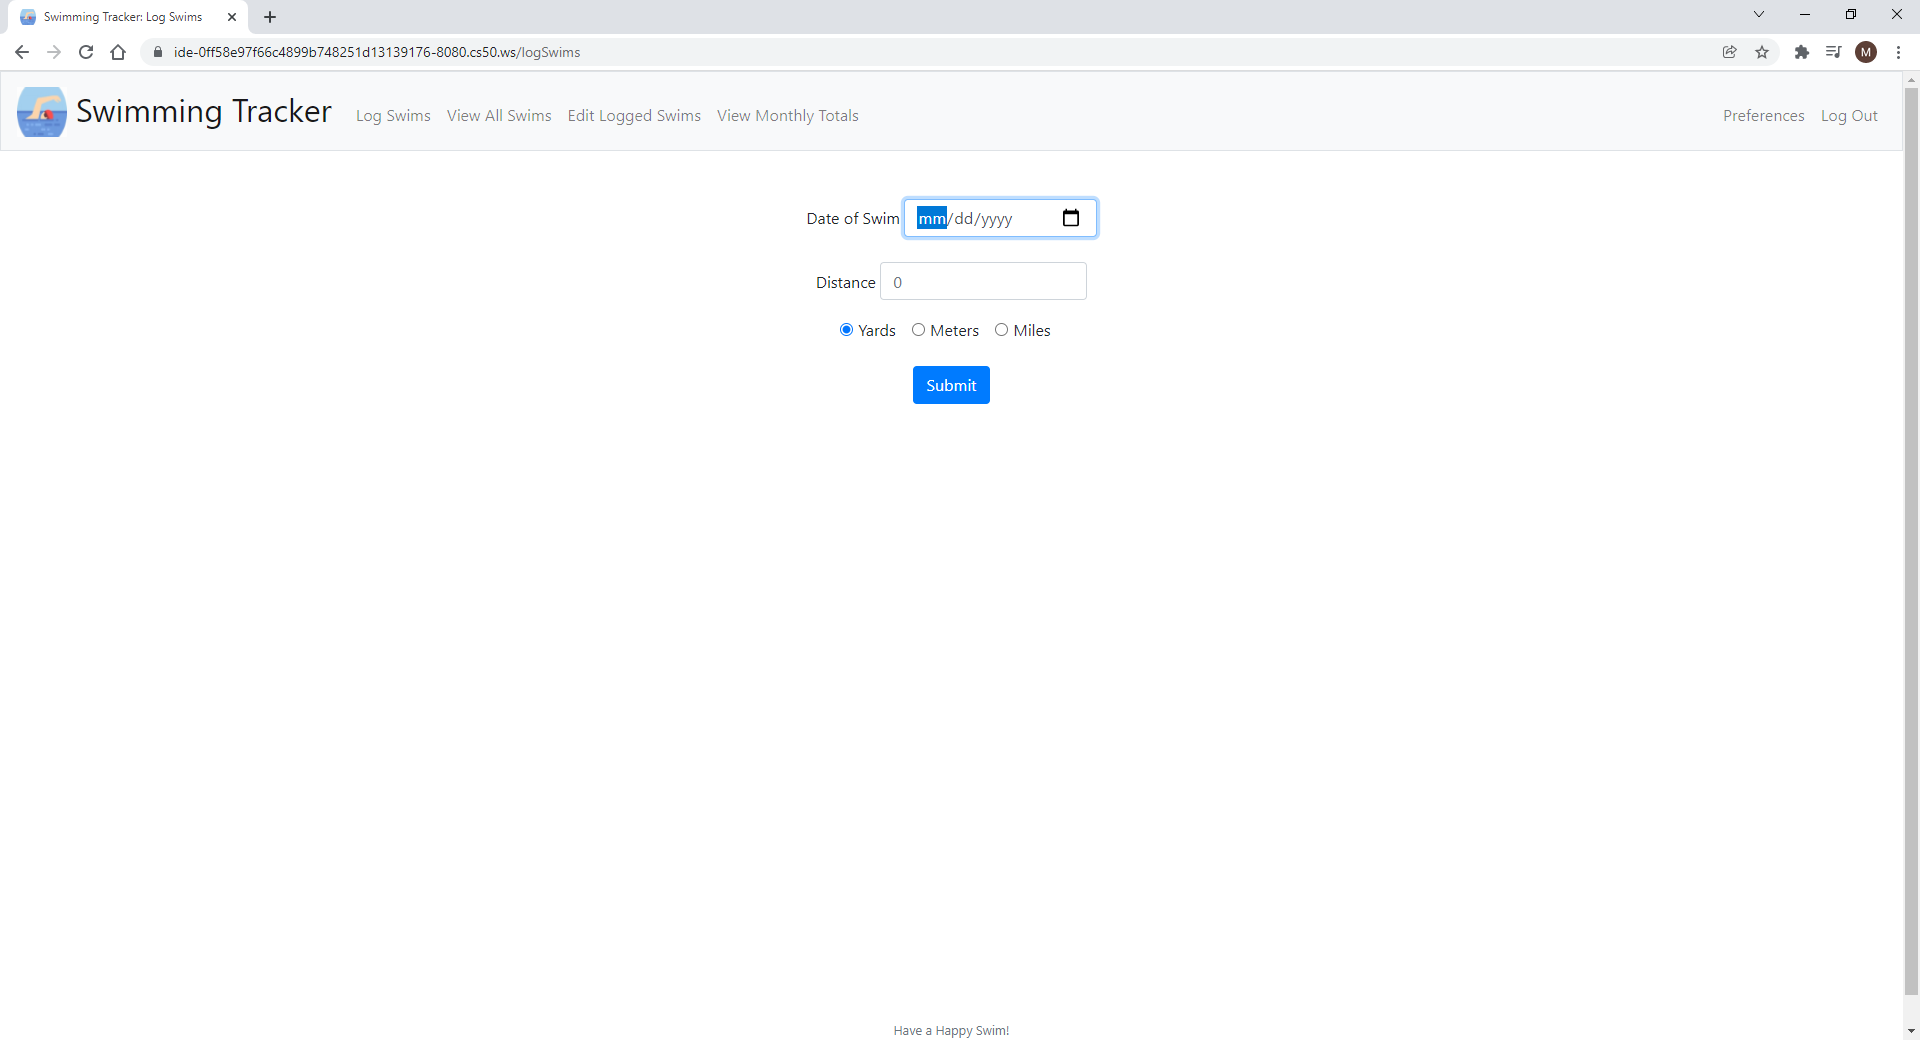 Swimming Tracker: Log Swims
ide-0ff58e97f66c4899b748251d13139176-8080.cs50.ws/logSwims
M
Swimming Tracker Log Swims View All Swims Edit Logged Swims View Monthly Totals Preferences Log Out
Date of Swim mm/dd/yyyy
Distance 0
Yards Meters Miles
Submit
Have a Happy Swim!